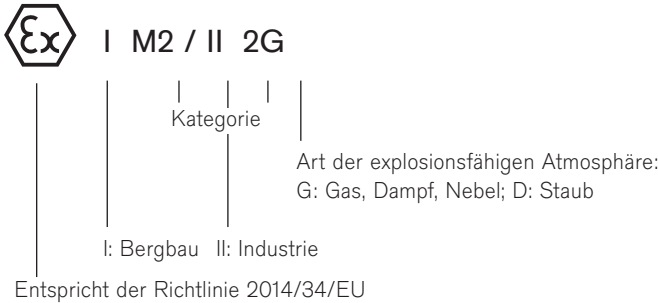 Ex I M2 / II 2G
Kategorie
Art der explosionsfähigen Atmosphäre:
G: Gas, Dampf, Nebel; D: Staub
I: Bergbau II: Industrie
Entspricht der Richtlinie 2014/34/EU